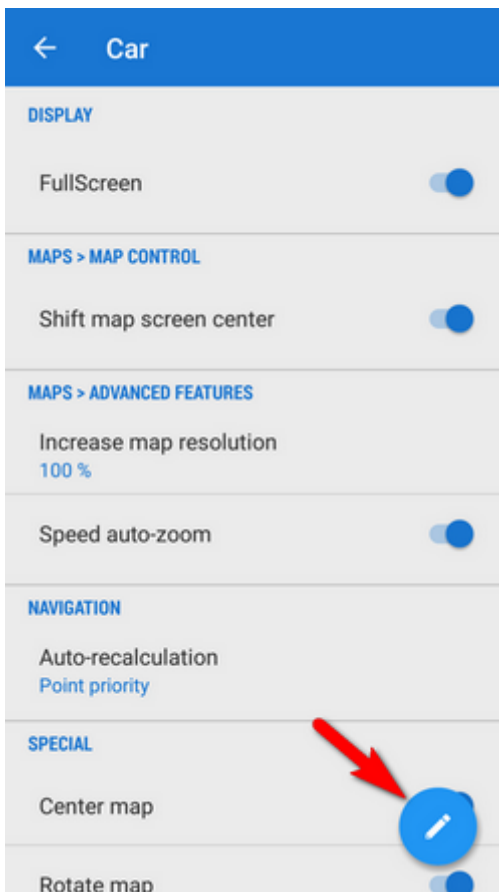 Car
DISPLAY
FullScreen
MAPS > MAP CONTROL
Shift map screen center
MAPS > ADVANCED FEATURES
Increase map resolution
100 %
Speed auto-zoom
NAVIGATION
Auto-recalculation
Point priority
SPECIAL
Center map
Rotate map